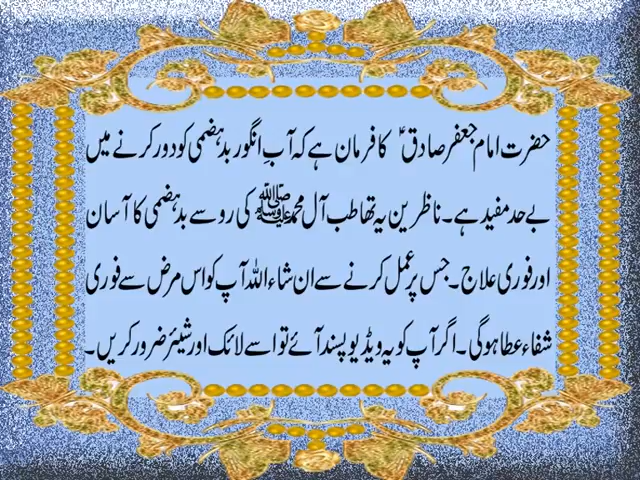 حضرت امام جعفر صادق ؑ کا فرمان ہے کہ آب انگور بدہضمی کو دور کرنے میں
بے حد مفید ہے۔ ناظرین یہ تھا طب آل محمد ﷺ کی رو سے بدہضمی کا آسان
اور فوری علاج۔ جس پر عمل کرنے سے ان شاء اللہ آپ کو اس مرض سے فوری
شفاء عطا ہوگی۔ اگر آپ کو یہ ویڈیو پسند آئے تو اسے لائک اور شیئر ضرور کریں۔